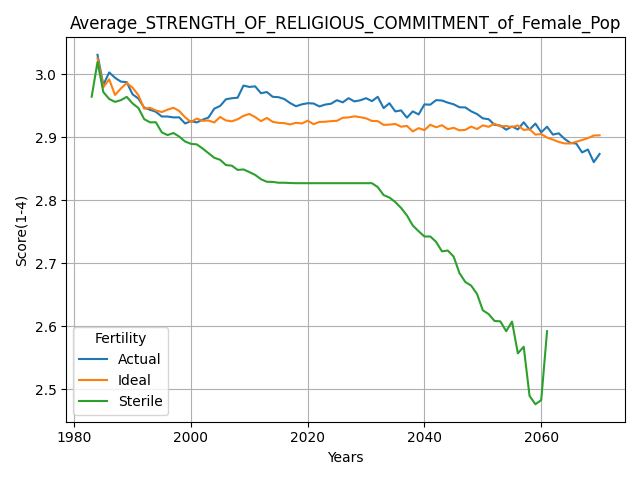 Average_STRENGTH_OF_RELIGIOUS_COMMITMENT_of_Female_Pop
3.0
2.9
2.8
2.7
2.6
2.5
Score(1-4)
Fertility
Actual
Ideal
Sterile
1980
2000
2020
2040
2060
Years